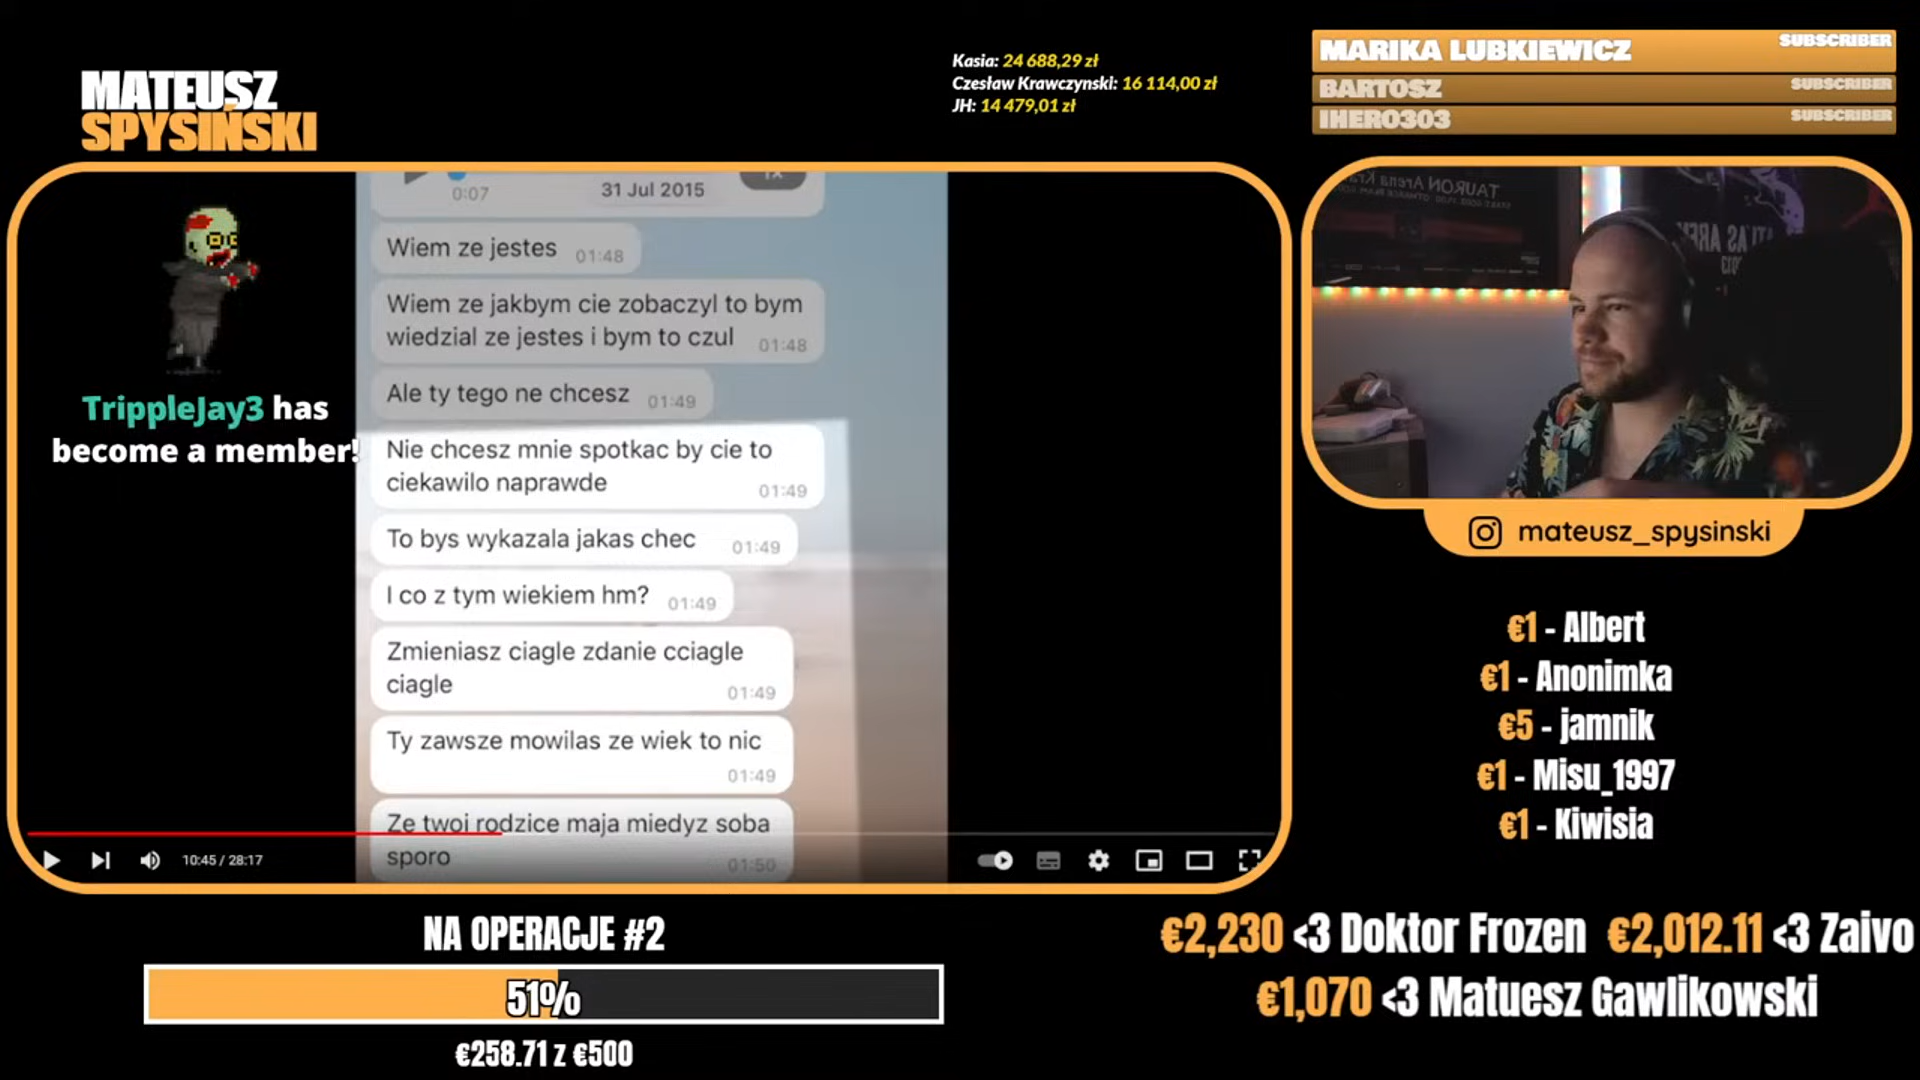 MATEUSZ
SPYSIŃSKI
Kasia: 24 688,29 zł
Czesław Krawczynski: 16 114,00 zł
JH: 14 479,01 zł
MARIKA LUBKIEWICZ SUBSCRIBER
BARTOSZ SUBSCRIBER
IHERO303 SUBSCRIBER
TrippleJay3 has
become a member!
0:07 31 Jul 2015 1x
Wiem ze jestes 01:48
Wiem ze jakbym cie zobaczyl to bym
wiedzial ze jestes i bym to czul 01:48
Ale ty tego ne chcesz 01:49
Nie chcesz mnie spotkac by cie to
ciekawilo naprawde 01:49
To bys wykazala jakas chec 01:49
I co z tym wiekiem hm? 01:49
Zmieniasz ciagle zdanie cciagle
ciagle 01:49
Ty zawsze mowilas ze wiek to nic
01:49
Ze twoi rodzice maja miedyz soba
sporo 01:50
10:45 / 28:17
TAURON Arena
mateusz_spysinski
€1 - Albert
€1 - Anonimka
€5 - jamnik
€1 - Misu_1997
€1 - Kiwisia
NA OPERACJE #2
51%
€258.71 z €500
€2,230 <3 Doktor Frozen €2,012.11 <3 Zaivo
€1,070 <3 Matuesz Gawlikowski